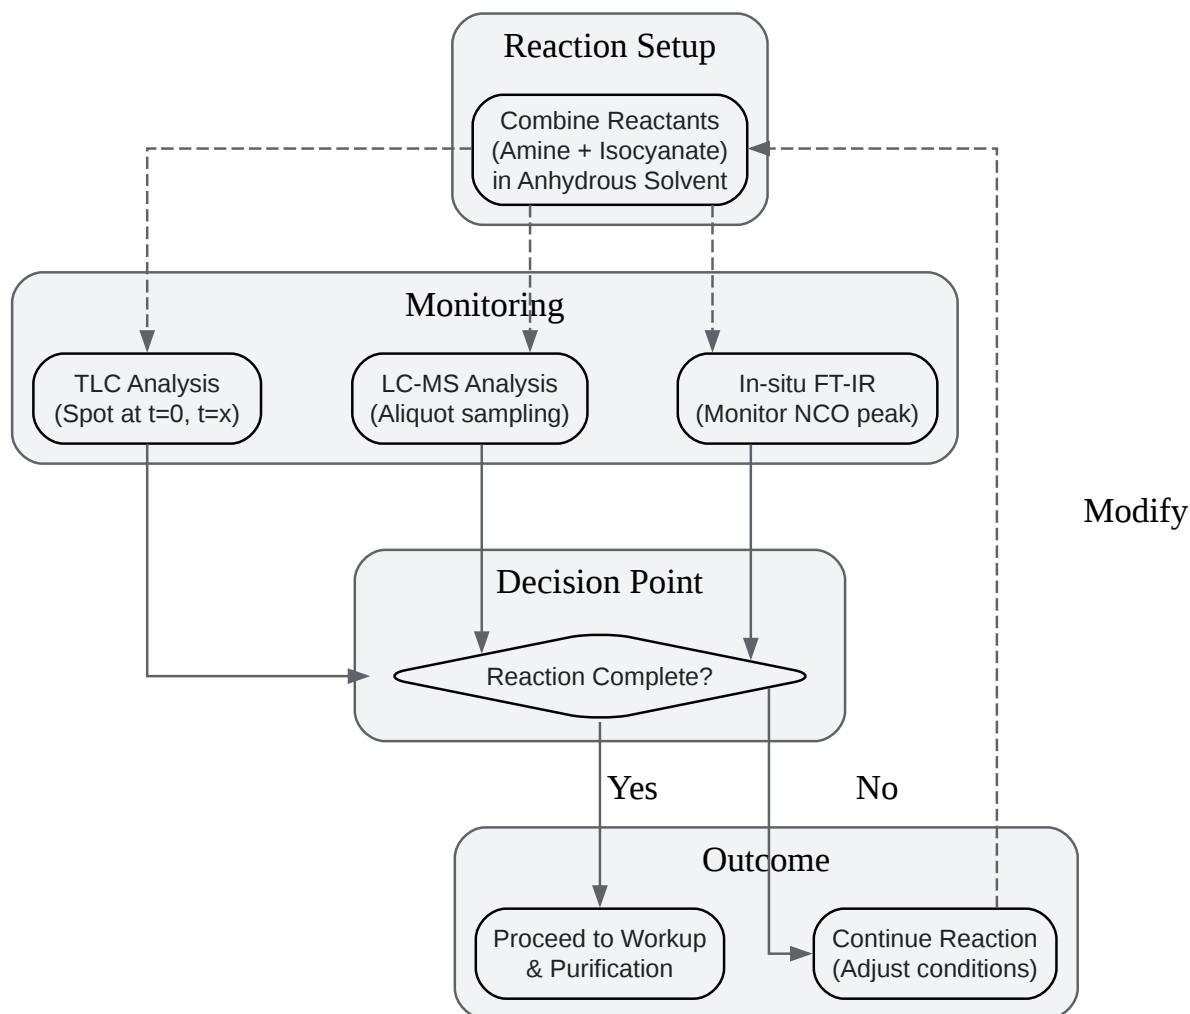 Reaction Setup
Combine Reactants
(Amine + Isocyanate)
in Anhydrous Solvent
Monitoring
TLC Analysis
(Spot at t=0, t=x)
LC-MS Analysis
(Aliquot sampling)
In-situ FT-IR
(Monitor NCO peak)
Modify
Decision Point
Reaction Complete?
Yes
No
Outcome
Proceed to Workup
& Purification
Continue Reaction
(Adjust conditions)